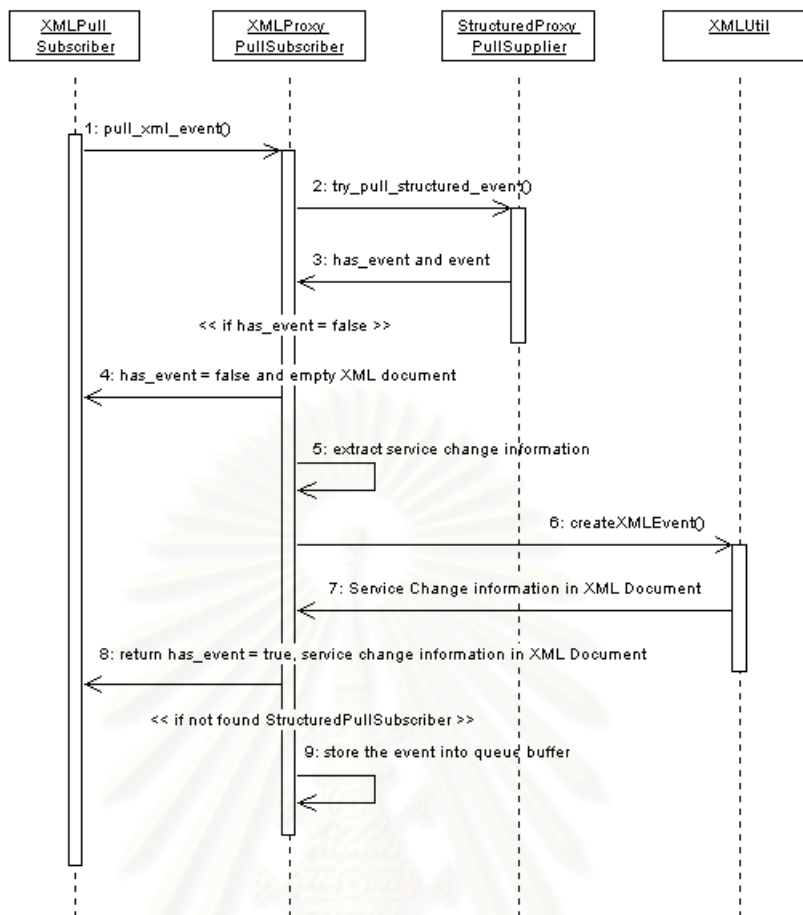 XMLPull
Subscriber
XMLProxy
PullSubscriber
StructuredProxy
PullSupplier
XMLUtil
1: pull_xml_event()
2: try_pull_structured_event()
3: has_event and event
<< if has_event = false >>
4: has_event = false and empty XML document
5: extract service change information
6: createXMLEvent()
7: Service Change information in XML Document
8: return has_event = true, service change information in XML Document
<< if not found StructuredPullSubscriber >>
9: store the event into queue buffer